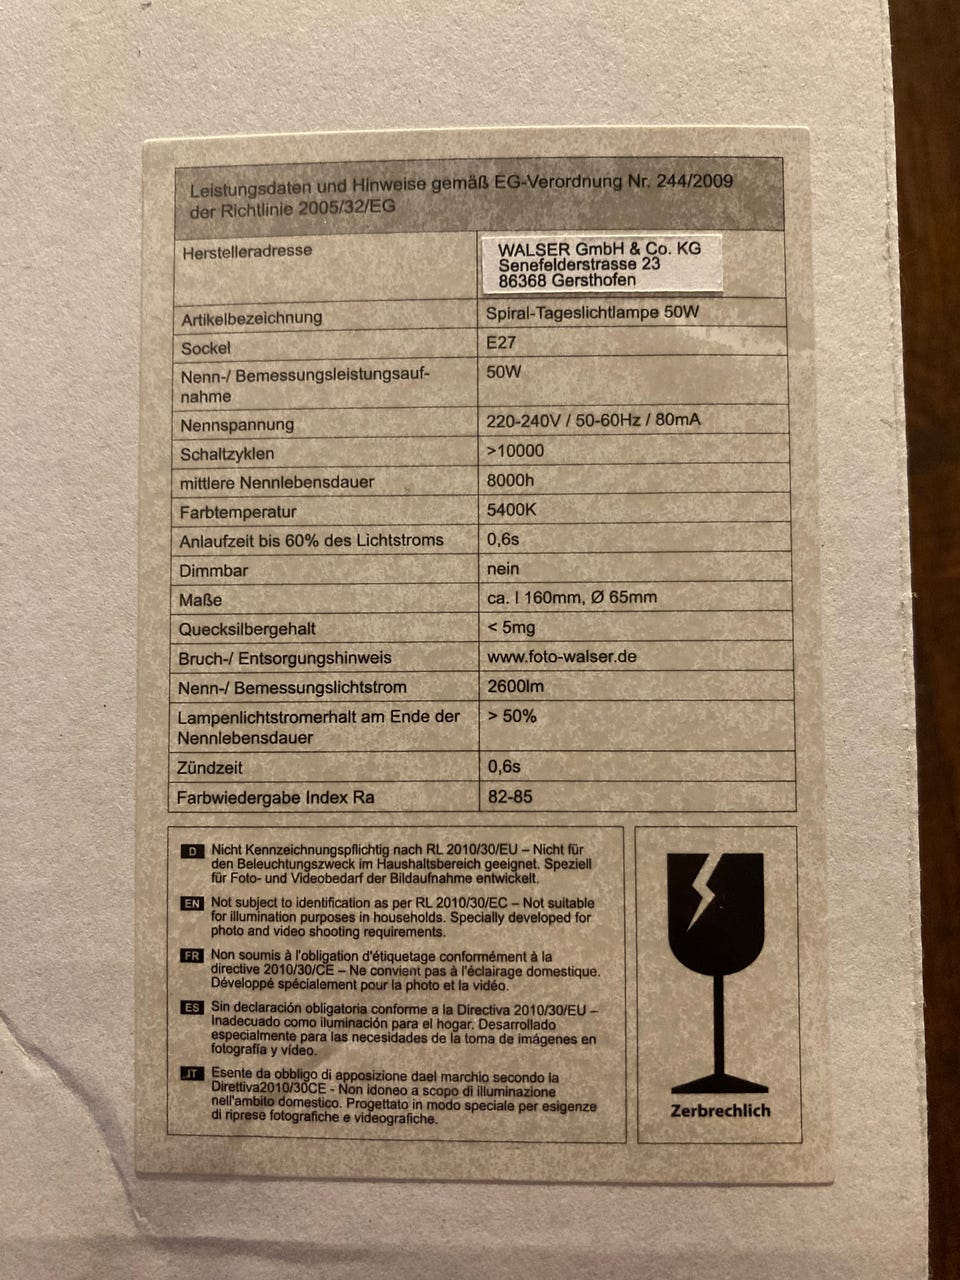 Leistungsdaten und Hinweise gemäß EG-Verordnung Nr. 244/2009
der Richtlinie 2005/32/EG
Herstelleradresse
WALSER GmbH & Co. KG
Senefelderstrasse 23
86368 Gersthofen
Artikelbezeichnung
Spiral-Tageslichtlampe 50W
Sockel
E27
Nenn-/ Bemessungsleistungsauf-
nahme
50W
Nennspannung
220-240V / 50-60Hz / 80mA
Schaltzyklen
>10000
mittlere Nennlebensdauer
8000h
Farbtemperatur
5400K
Anlaufzeit bis 60% des Lichtstroms
0,6s
Dimmbar
nein
Maße
ca. l 160mm, Ø 65mm
Quecksilbergehalt
< 5mg
Bruch-/ Entsorgungshinweis
www.foto-walser.de
Nenn-/ Bemessungslichtstrom
2600lm
Lampenlichtstromerhalt am Ende der
Nennlebensdauer
> 50%
Zündzeit
0,6s
Farbwiedergabe Index Ra
82-85
D Nicht Kennzeichnungspflichtig nach RL 2010/30/EU – Nicht für
den Beleuchtungszweck im Haushaltsbereich geeignet. Speziell
für Foto- und Videobedarf der Bildaufnahme entwickelt.
EN Not subject to identification as per RL 2010/30/EC – Not suitable
for illumination purposes in households. Specially developed for
photo and video shooting requirements.
FR Non soumis à l'obligation d'étiquetage conformément à la
directive 2010/30/CE – Ne convient pas à l'éclairage domestique.
Développé spécialement pour la photo et la vidéo.
ES Sin declaración obligatoria conforme a la Directiva 2010/30/EU –
Inadecuado como iluminación para el hogar. Desarrollado
especialmente para las necesidades de la toma de imágenes en
fotografía y vídeo.
IT Esente da obbligo di apposizione dael marchio secondo la
Direttiva2010/30CE - Non idoneo a scopo di illuminazione
nell'ambito domestico. Progettato in modo speciale per esigenze
di riprese fotografiche e videografiche.
Zerbrechlich